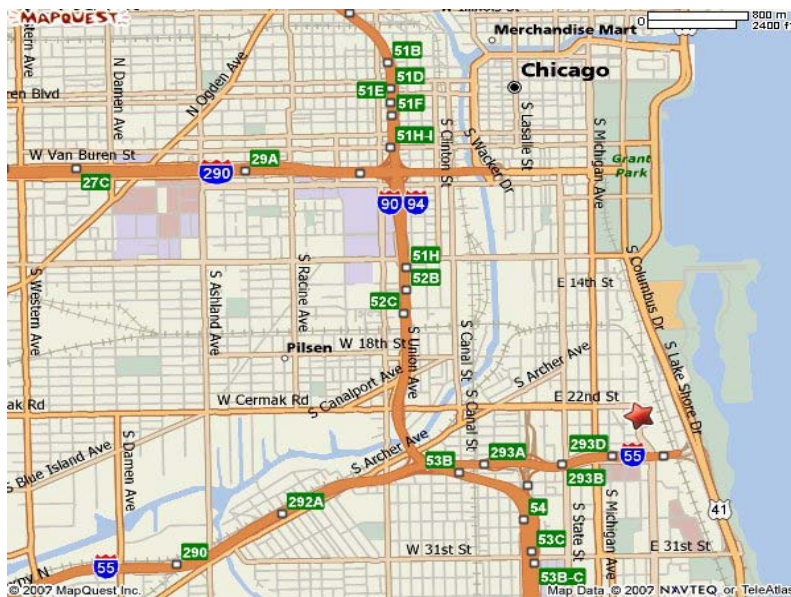 MAPQUEST
W Illinois St
800 m
0
2400 ft
Merchandise Mart
51B
Chicago
51D
51E
51F
51H-I
N Damen Ave
N Ogden Ave
S Clinton St
S Wacker Dr
S Lasalle St
S Michigan Ave
Grant
Park
W Van Buren St
29A
290
27C
90
94
51H
52B
52C
E 14th St
S Columbus Dr
S Western Ave
S Ashland Ave
S Racine Ave
S Union Ave
S Canal St
Pilsen
W 18th St
S Archer Ave
S Lake Shore Dr
S Canalport Ave
W Cermak Rd
E 22nd St
S Canal St
S Blue Island Ave
S Damen Ave
S Archer Ave
53B
293A
293D
55
293B
292A
54
53C
53B-C
S State St
S Michigan Ave
41
290
55
W 31st St
E 31st St
© 2007 MapQuest Inc.
Map Data © 2007 NAVTEQ or TeleAtlas